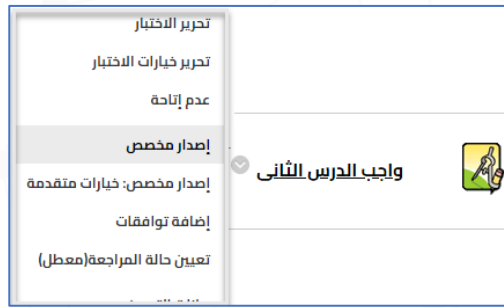 تحرير الاختبار
تحرير خيارات الاختبار
عدم إتاحة
إصدار مخصص
واجب الدرس الثانى
إصدار مخصص: خيارات متقدمة
إضافة توافقات
تعيين حالة المراجعة(معطل)